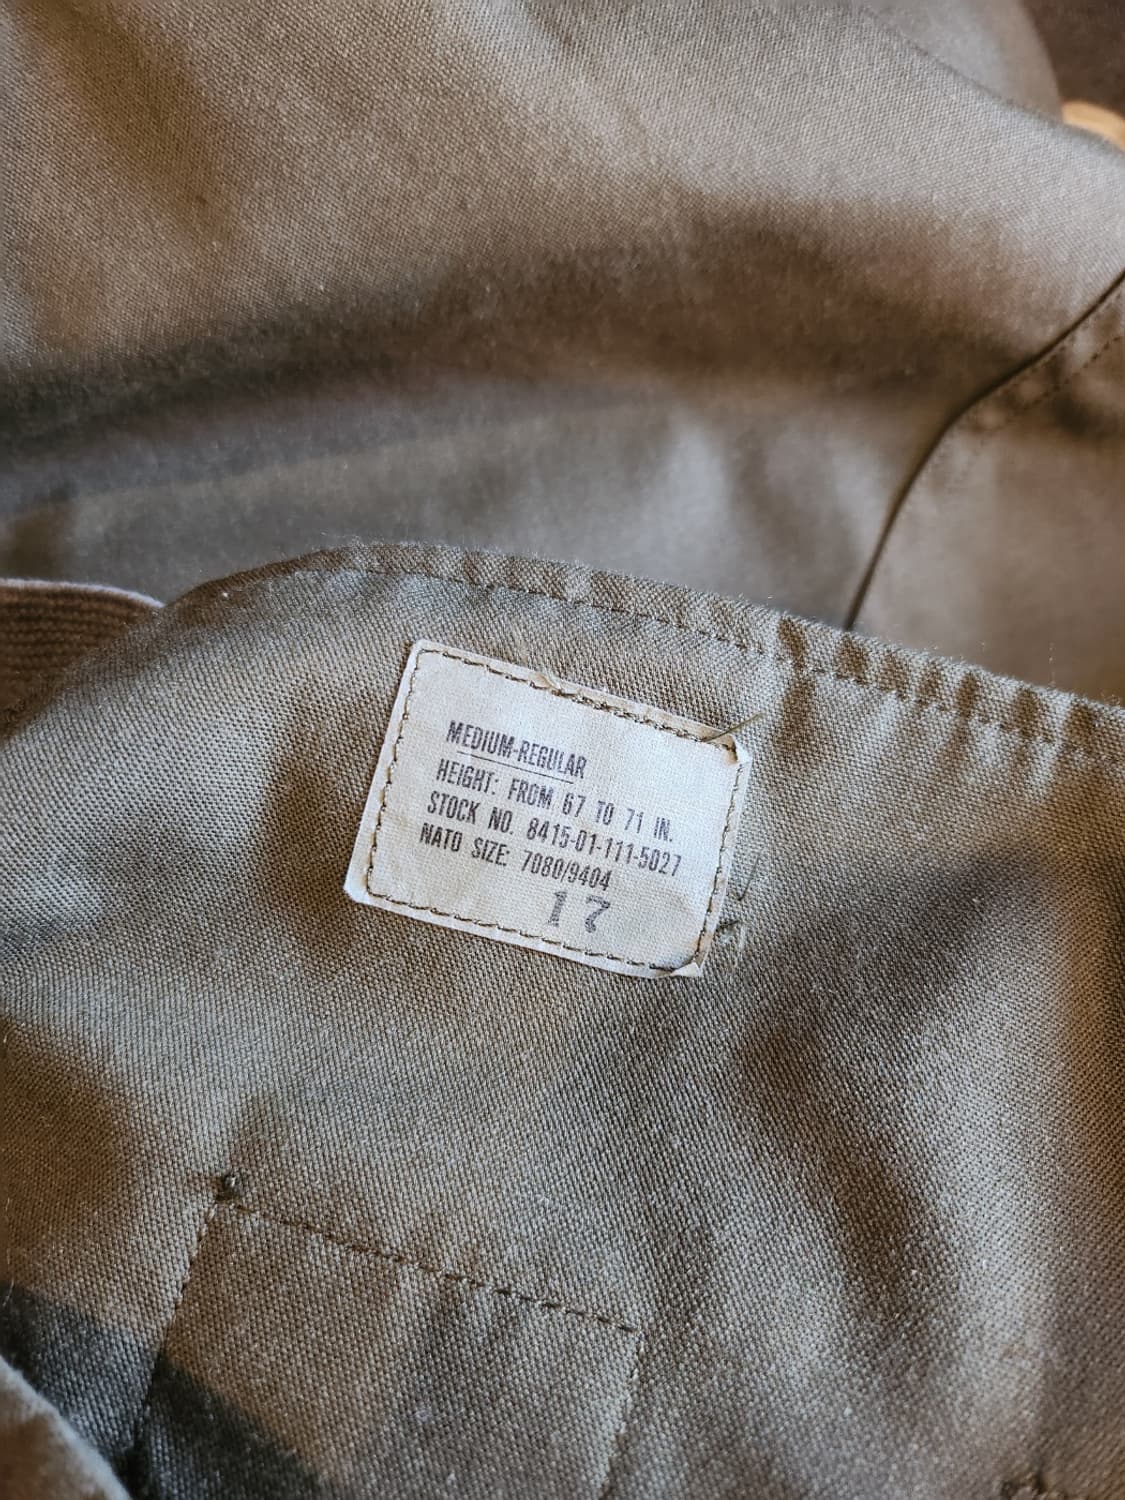 MEDIUM-REGULAR
HEIGHT: FROM 67 TO 71 IN.
STOCK NO. 8415-01-111-5027
NATO SIZE: 7080/9404
17